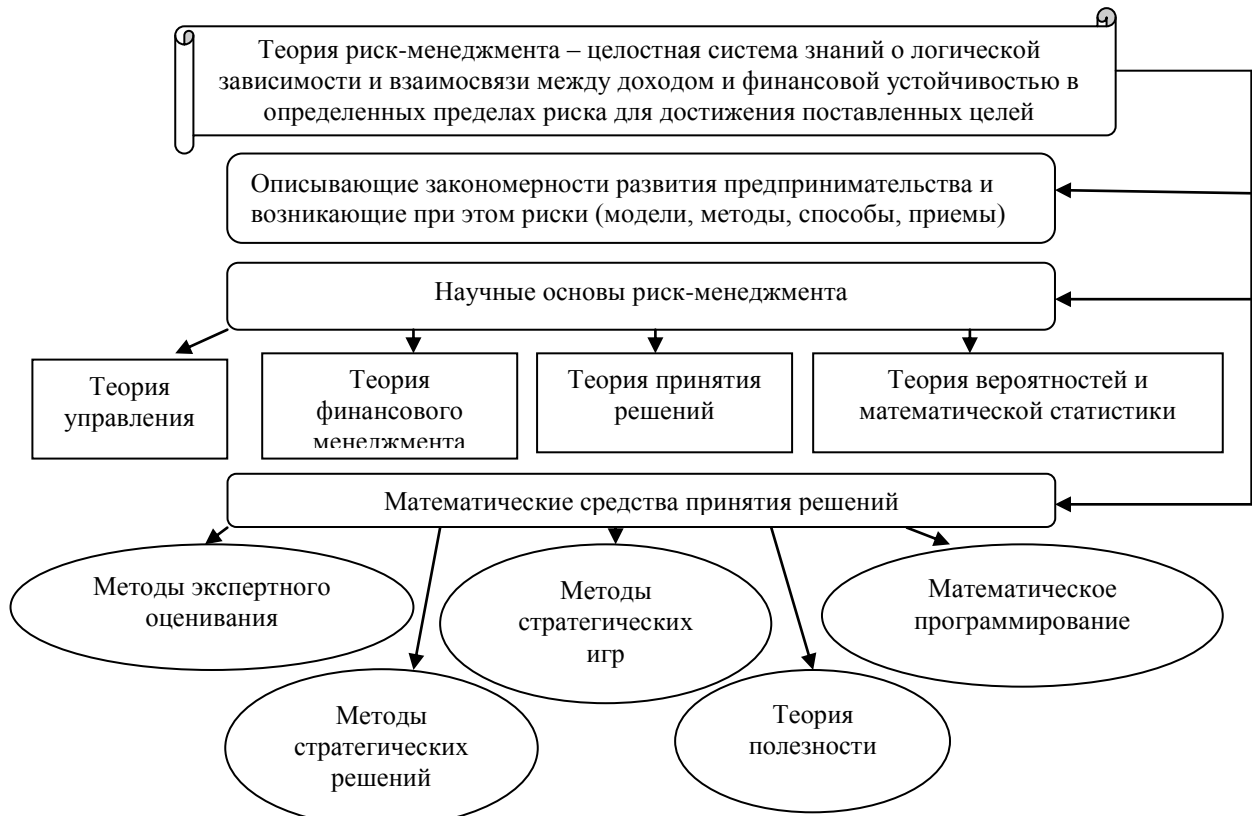 Теория риск-менеджмента – целостная система знаний о логической
зависимости и взаимосвязи между доходом и финансовой устойчивостью в
определенных пределах риска для достижения поставленных целей
Описывающие закономерности развития предпринимательства и
возникающие при этом риски (модели, методы, способы, приемы)
Научные основы риск-менеджмента
Теория
управления
Теория
финансового
менеджмента
Теория принятия
решений
Теория вероятностей и
математической статистики
Математические средства принятия решений
Методы экспертного
оценивания
Методы
стратегических
игр
Математическое
программирование
Методы
стратегических
решений
Теория
полезности